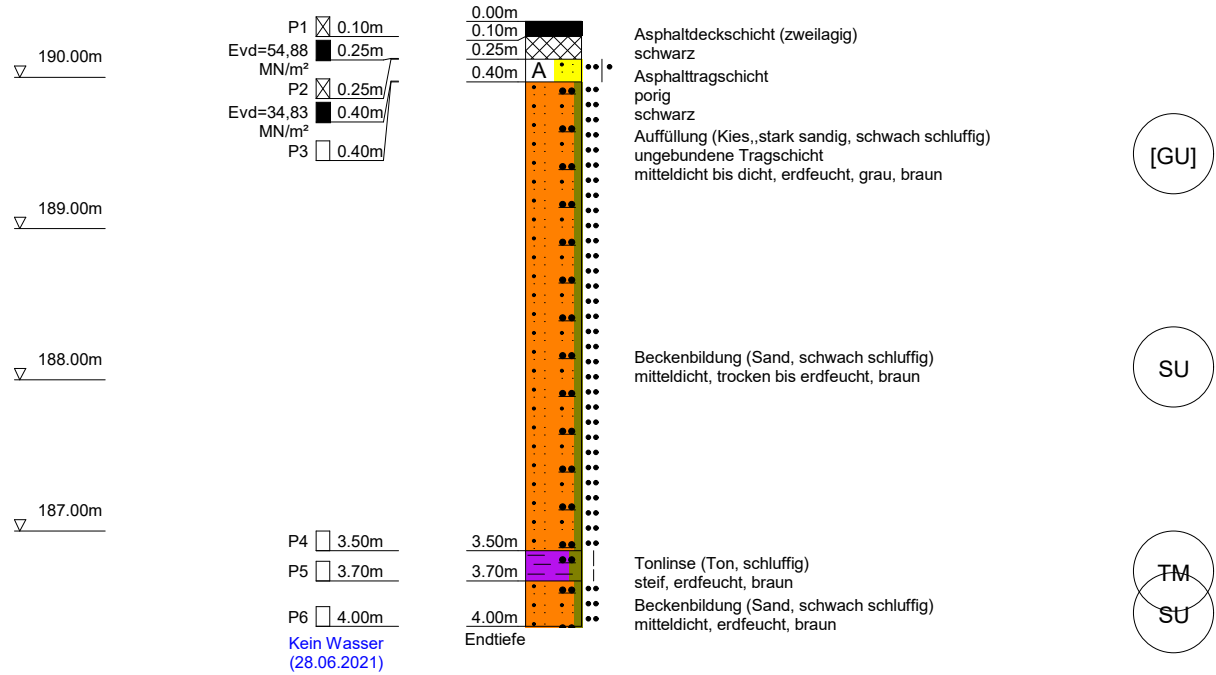 190.00m
189.00m
188.00m
187.00m
P1 0.10m
Evd=54,88 0.25m
MN/m²
P2 0.25m
Evd=34,83 0.40m
MN/m²
P3 0.40m
P4 3.50m
P5 3.70m
P6 4.00m
Kein Wasser
(28.06.2021)
0.00m
0.10m
0.25m
0.40m
A
3.50m
3.70m
4.00m
Endtiefe
Asphaltdeckschicht (zweilagig)
schwarz
Asphalttragschicht
porig
schwarz
Auffüllung (Kies,,stark sandig, schwach schluffig)
ungebundene Tragschicht
mitteldicht bis dicht, erdfeucht, grau, braun
Beckenbildung (Sand, schwach schluffig)
mitteldicht, trocken bis erdfeucht, braun
Tonlinse (Ton, schluffig)
steif, erdfeucht, braun
Beckenbildung (Sand, schwach schluffig)
mitteldicht, erdfeucht, braun
[GU]
SU
TM
SU